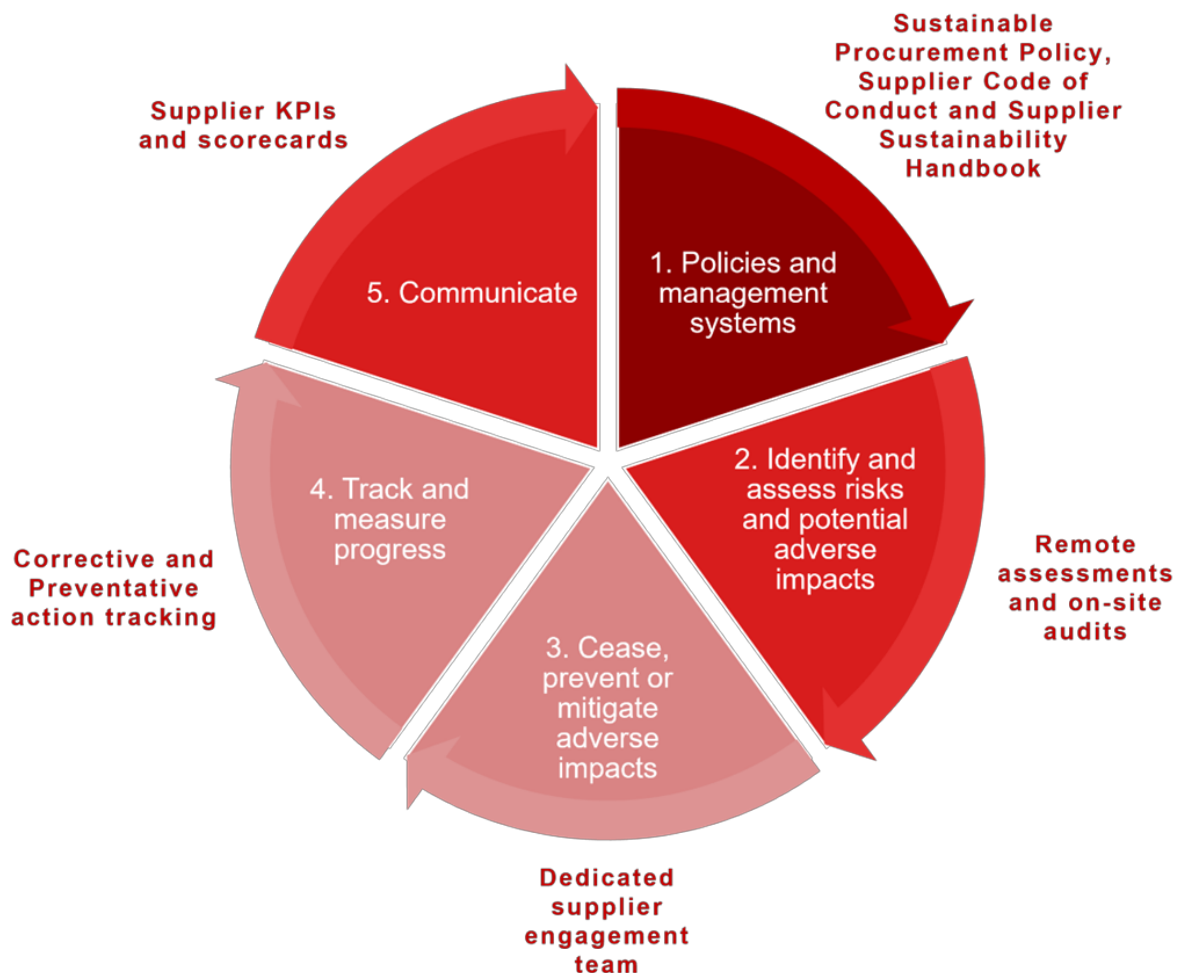 Sustainable
Procurement Policy,
Supplier Code of
Conduct and Supplier
Sustainability
Handbook
1. Policies and
management
systems
2. Identify and
assess risks
and potential
adverse
impacts
Remote
assessments
and on-site
audits
3. Cease,
prevent or
mitigate
adverse
impacts
Dedicated
supplier
engagement
team
4. Track and
measure
progress
Corrective and
Preventative
action tracking
5. Communicate
Supplier KPIs
and scorecards